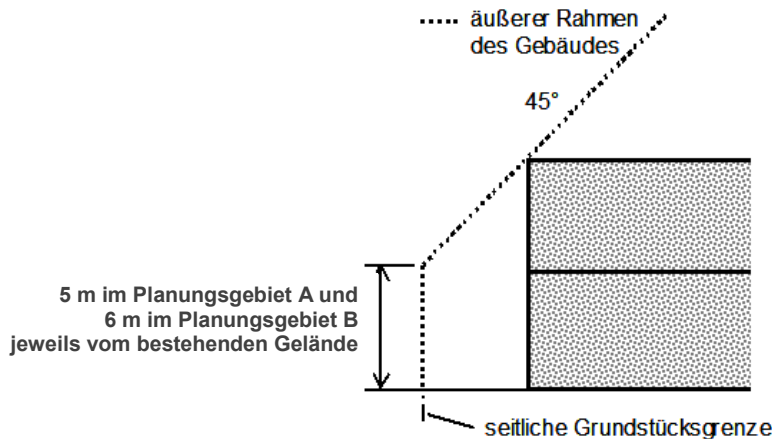 äußerer Rahmen
des Gebäudes
45°
5 m im Planungsgebiet A und
6 m im Planungsgebiet B
jeweils vom bestehenden Gelände
seitliche Grundstücksgrenze